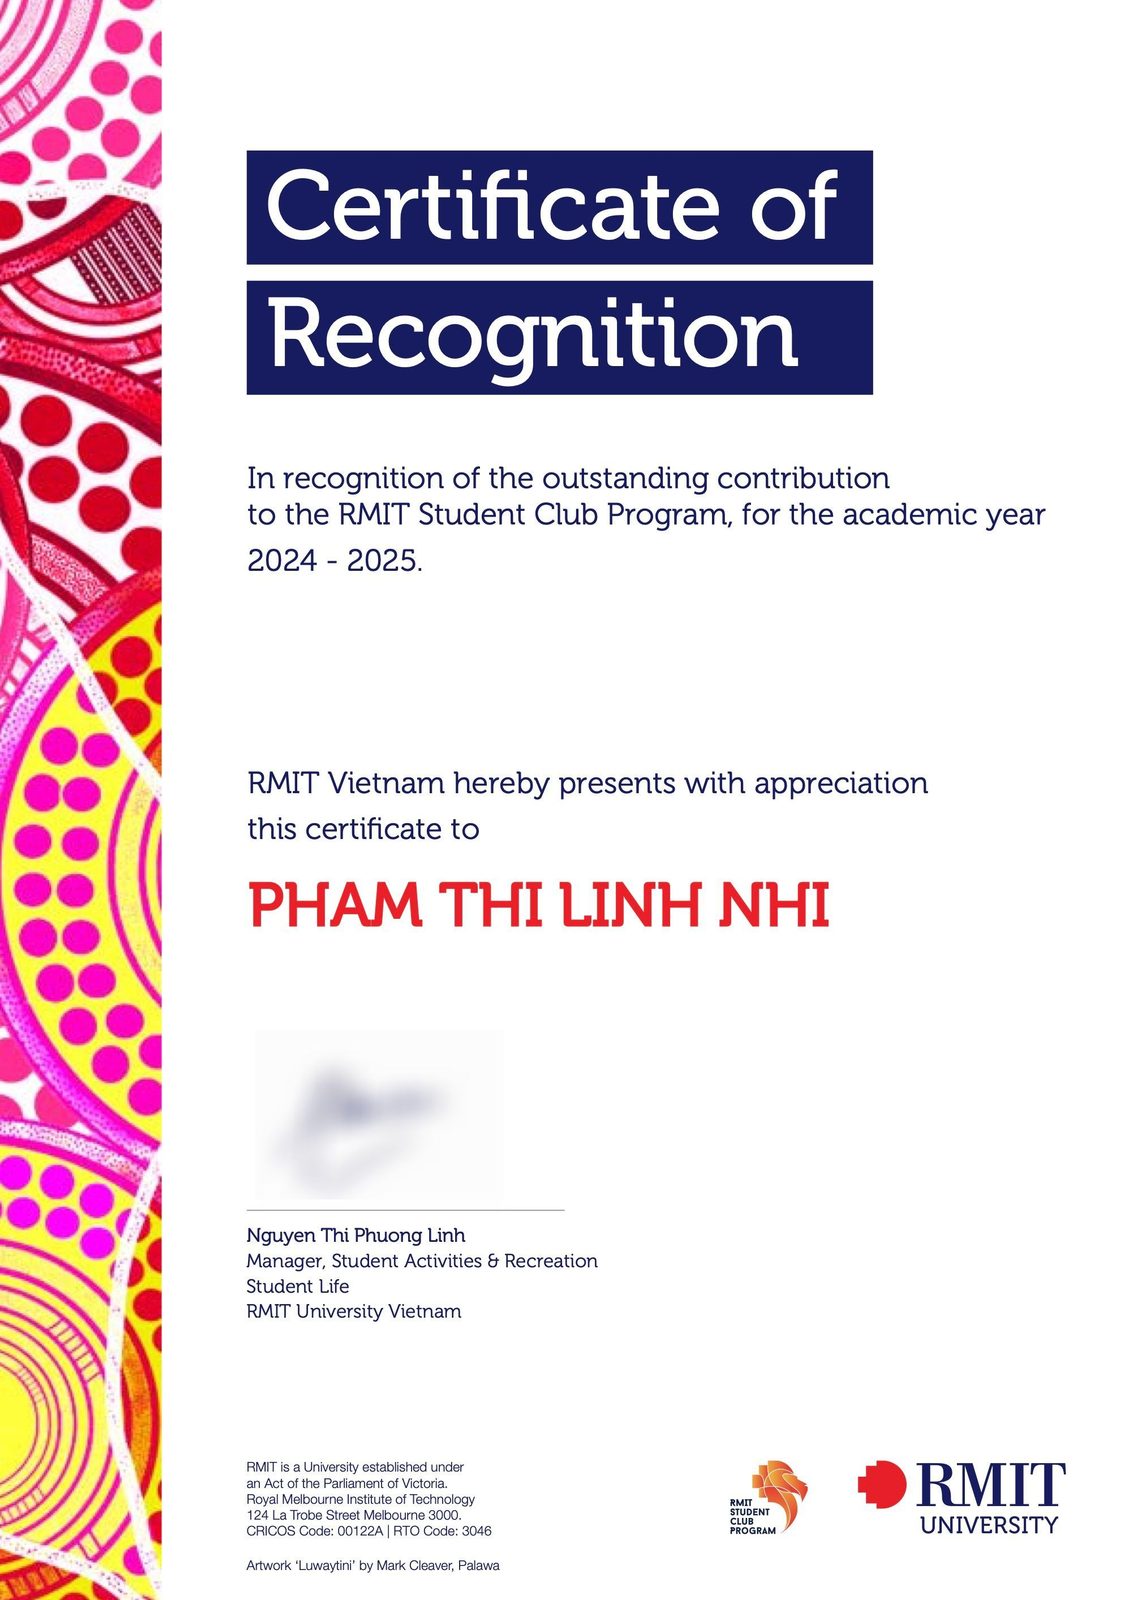 Certificate of
Recognition
In recognition of the outstanding contribution
to the RMIT Student Club Program, for the academic year
2024 - 2025.
RMIT Vietnam hereby presents with appreciation
this certificate to
PHAM THI LINH NHI
Nguyen Thi Phuong Linh
Manager, Student Activities & Recreation
Student Life
RMIT University Vietnam
RMIT is a University established under
an Act of the Parliament of Victoria.
Royal Melbourne Institute of Technology
124 La Trobe Street Melbourne 3000.
CRICOS Code: 00122A | RTO Code: 3046
Artwork ‘Luwaytini’ by Mark Cleaver, Palawa
RMIT
STUDENT
CLUB
PROGRAM
RMIT
UNIVERSITY